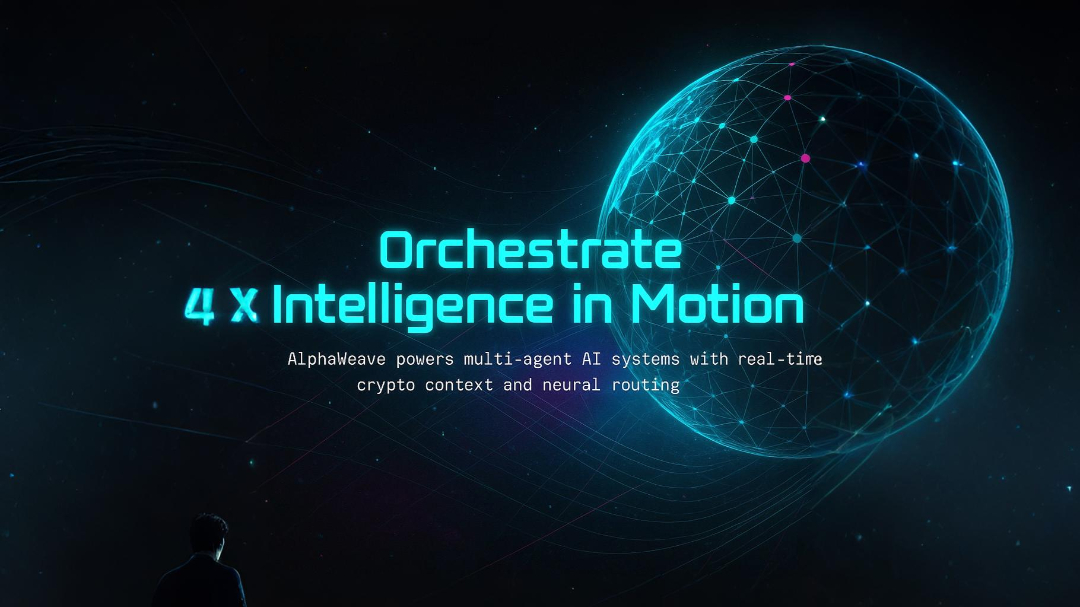 Orchestrate
4 X Intelligence in Motion
AlphaWeave powers multi-agent AI systems with real-time
crypto context and neural routing